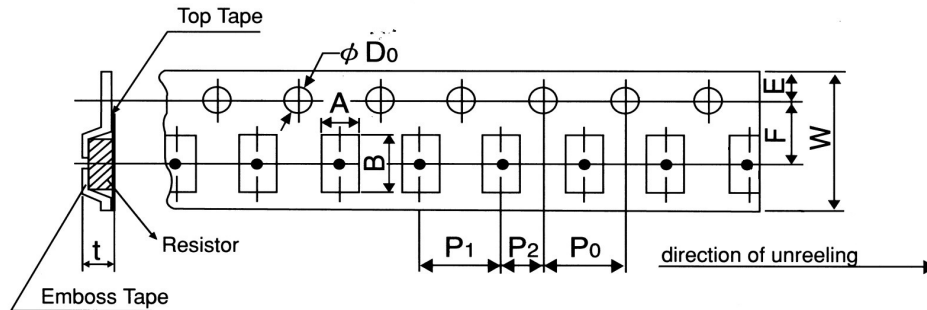 Top Tape
ϕ D0
A
B
E
F
W
t
Resistor
Emboss Tape
P1
P2
P0
direction of unreeling